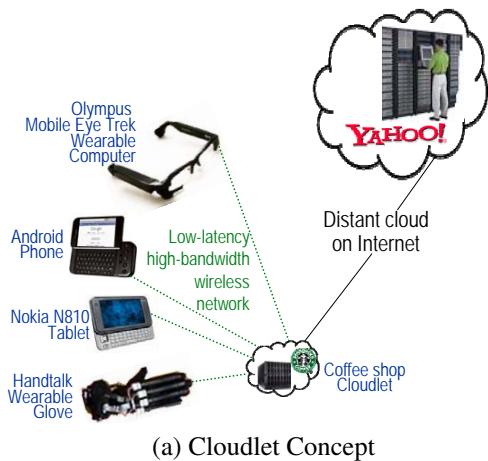 Olympus
Mobile Eye Trek
Wearable
Computer
YAHOO!
Android
Phone
Low-latency
high-bandwidth
wireless
network
Distant cloud
on Internet
Nokia N810
Tablet
Handtalk
Wearable
Glove
Coffee shop
Cloudlet
(a) Cloudlet Concept